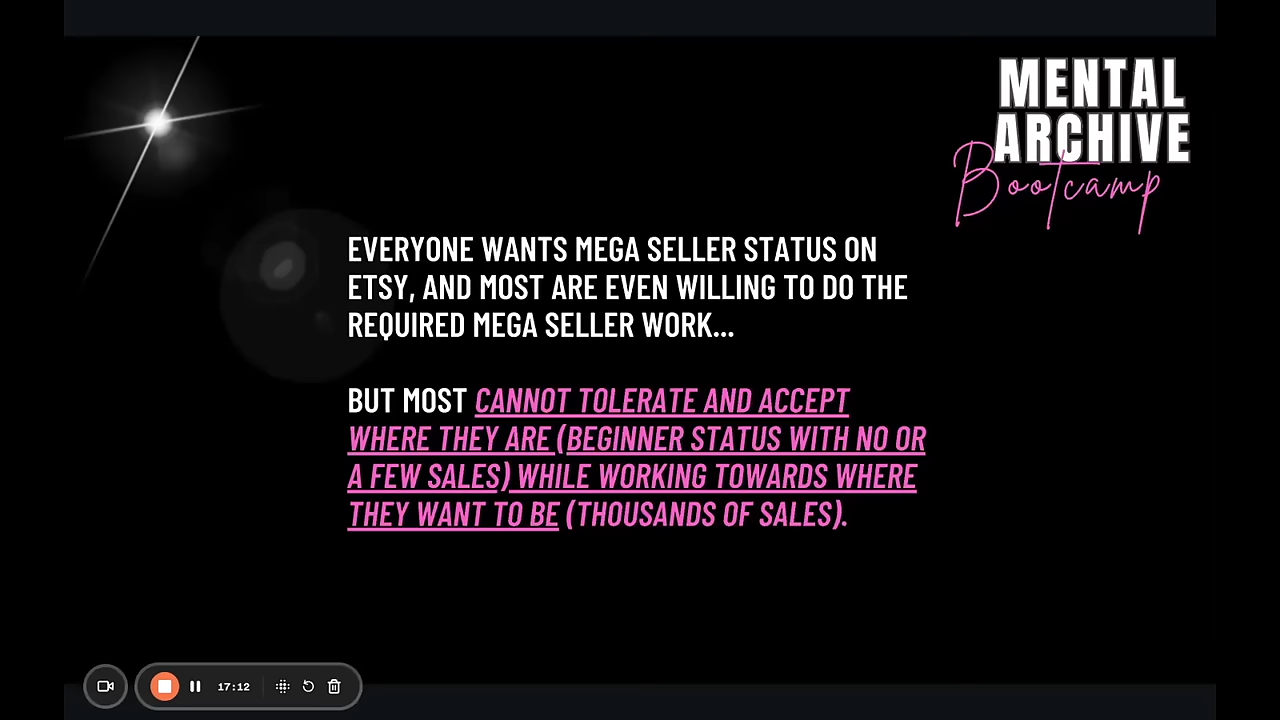 MENTAL
ARCHIVE
Bootcamp
EVERYONE WANTS MEGA SELLER STATUS ON
ETSY, AND MOST ARE EVEN WILLING TO DO THE
REQUIRED MEGA SELLER WORK...
BUT MOST CANNOT TOLERATE AND ACCEPT
WHERE THEY ARE (BEGINNER STATUS WITH NO OR
A FEW SALES) WHILE WORKING TOWARDS WHERE
THEY WANT TO BE (THOUSANDS OF SALES).
17:12